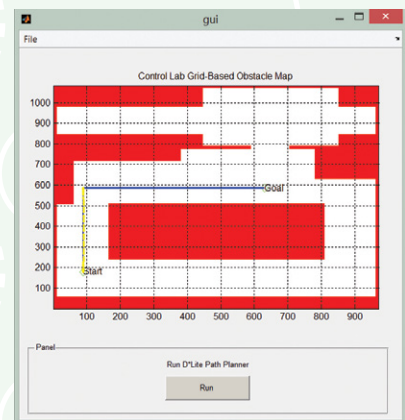 gui
File
Control Lab Grid-Based Obstacle Map
1000
900
800
700
600
500
400
300
200
100
Goal
Start
100 200 300 400 500 600 700 800 900
Panel
Run D*Lite Path Planner
Run